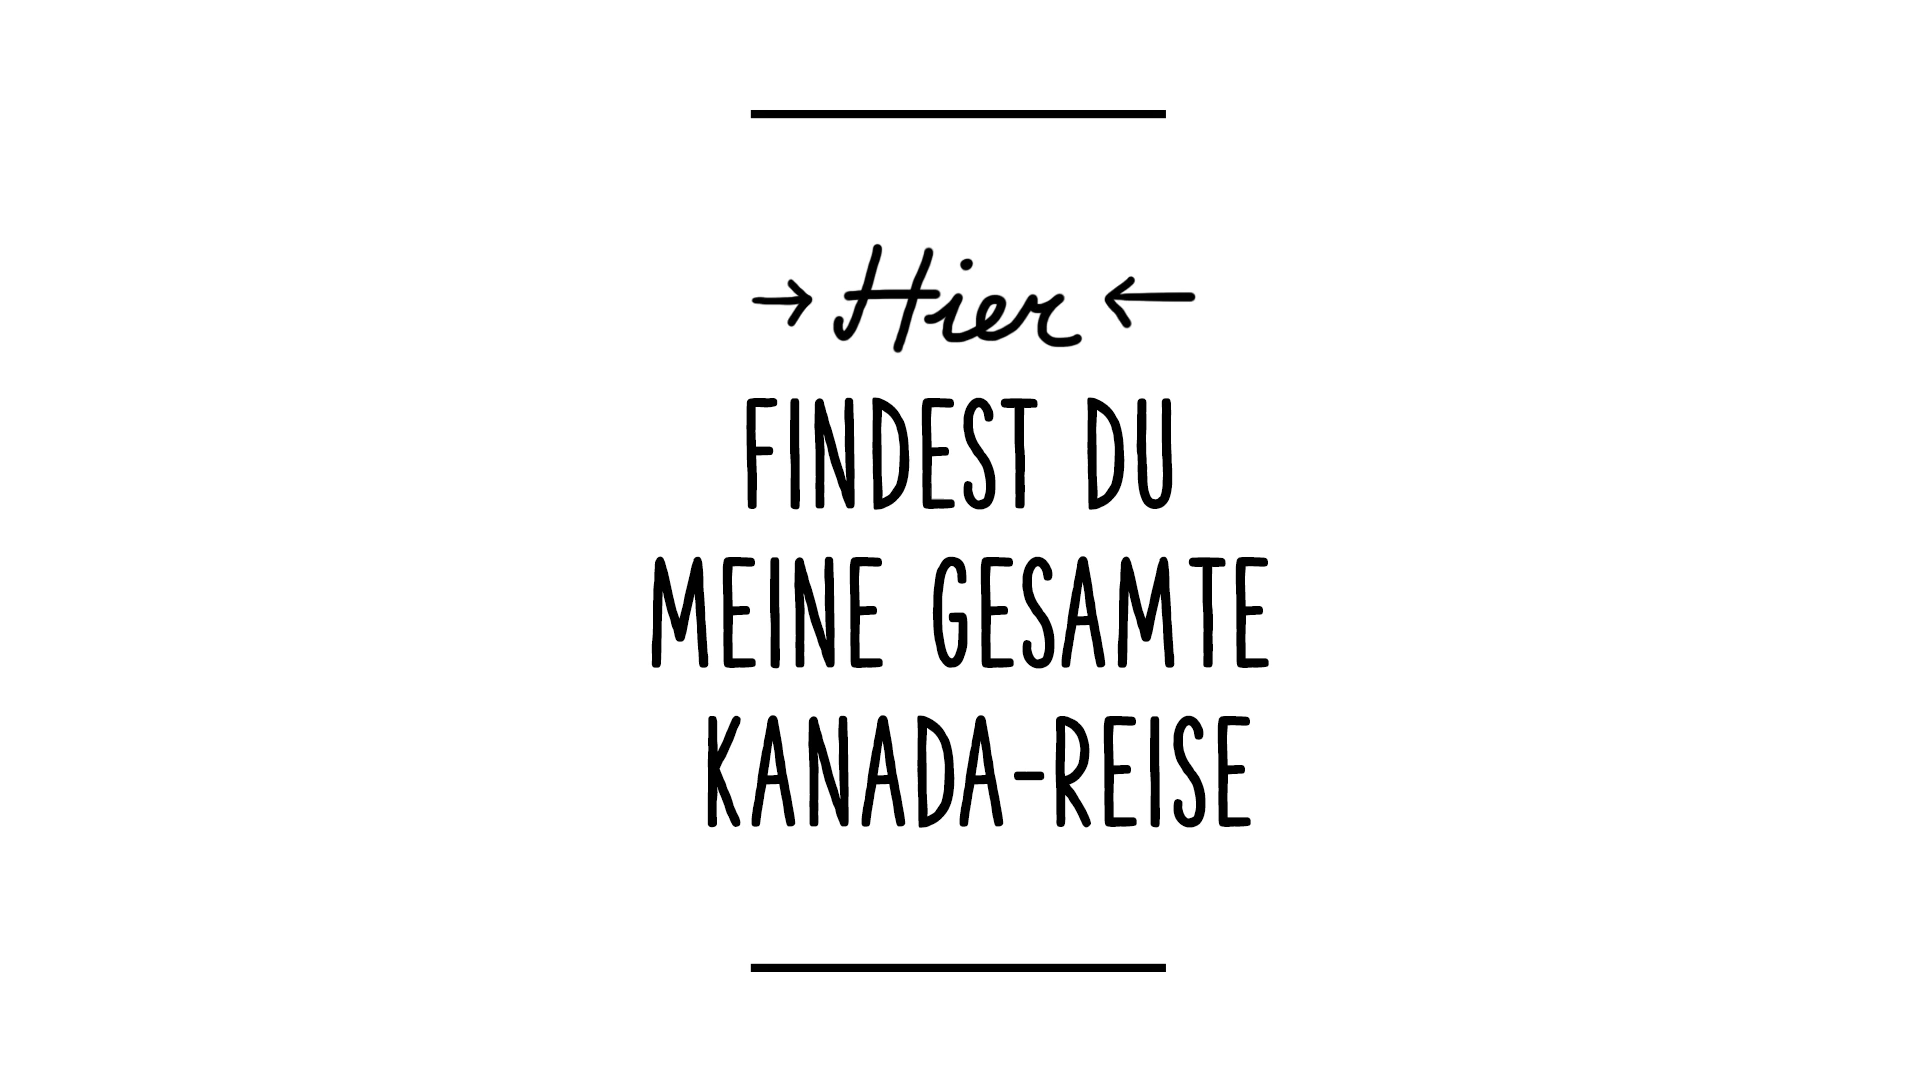 → Hier ←
FINDEST DU
MEINE GESAMTE
KANADA-REISE